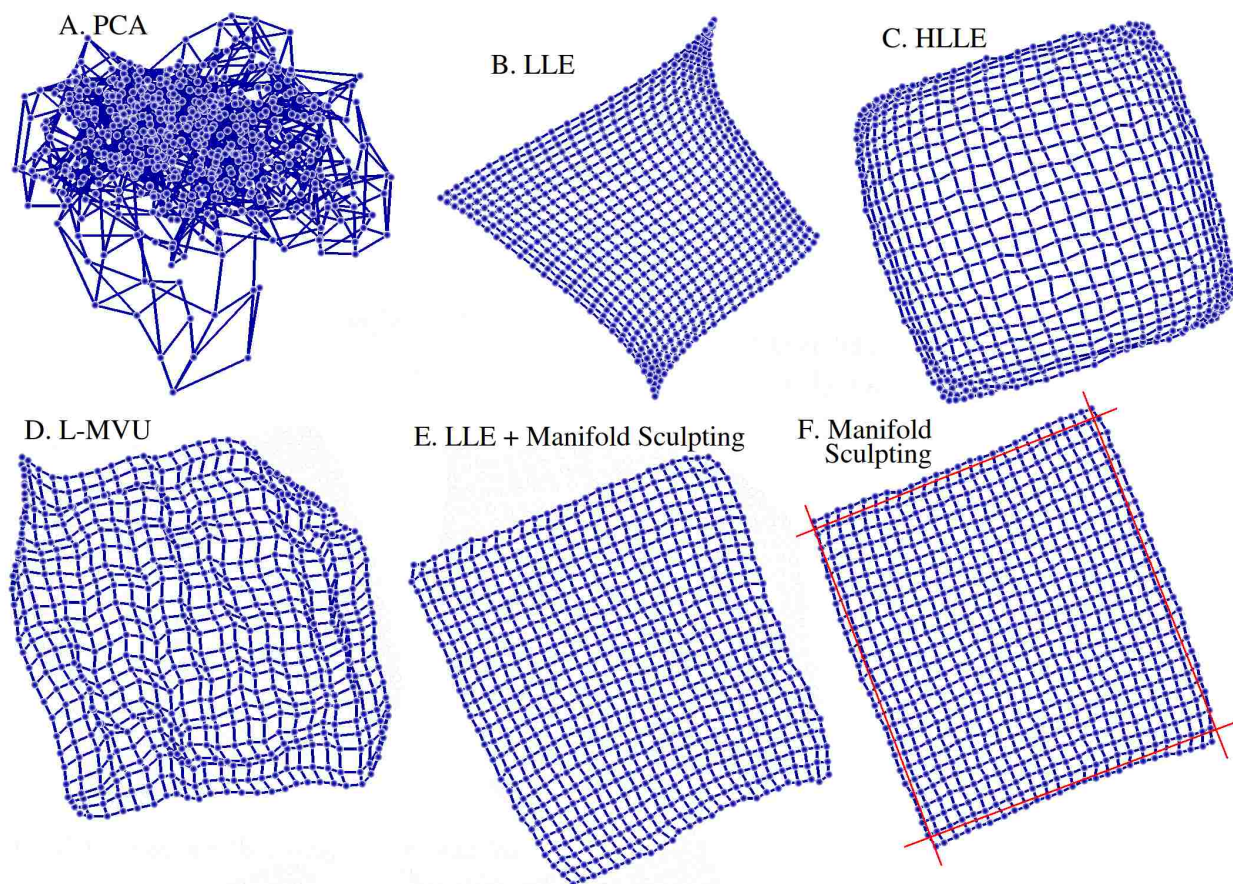 A. PCA
B. LLE
C. HLLE
D. L-MVU
E. LLE + Manifold Sculpting
F. Manifold
Sculpting